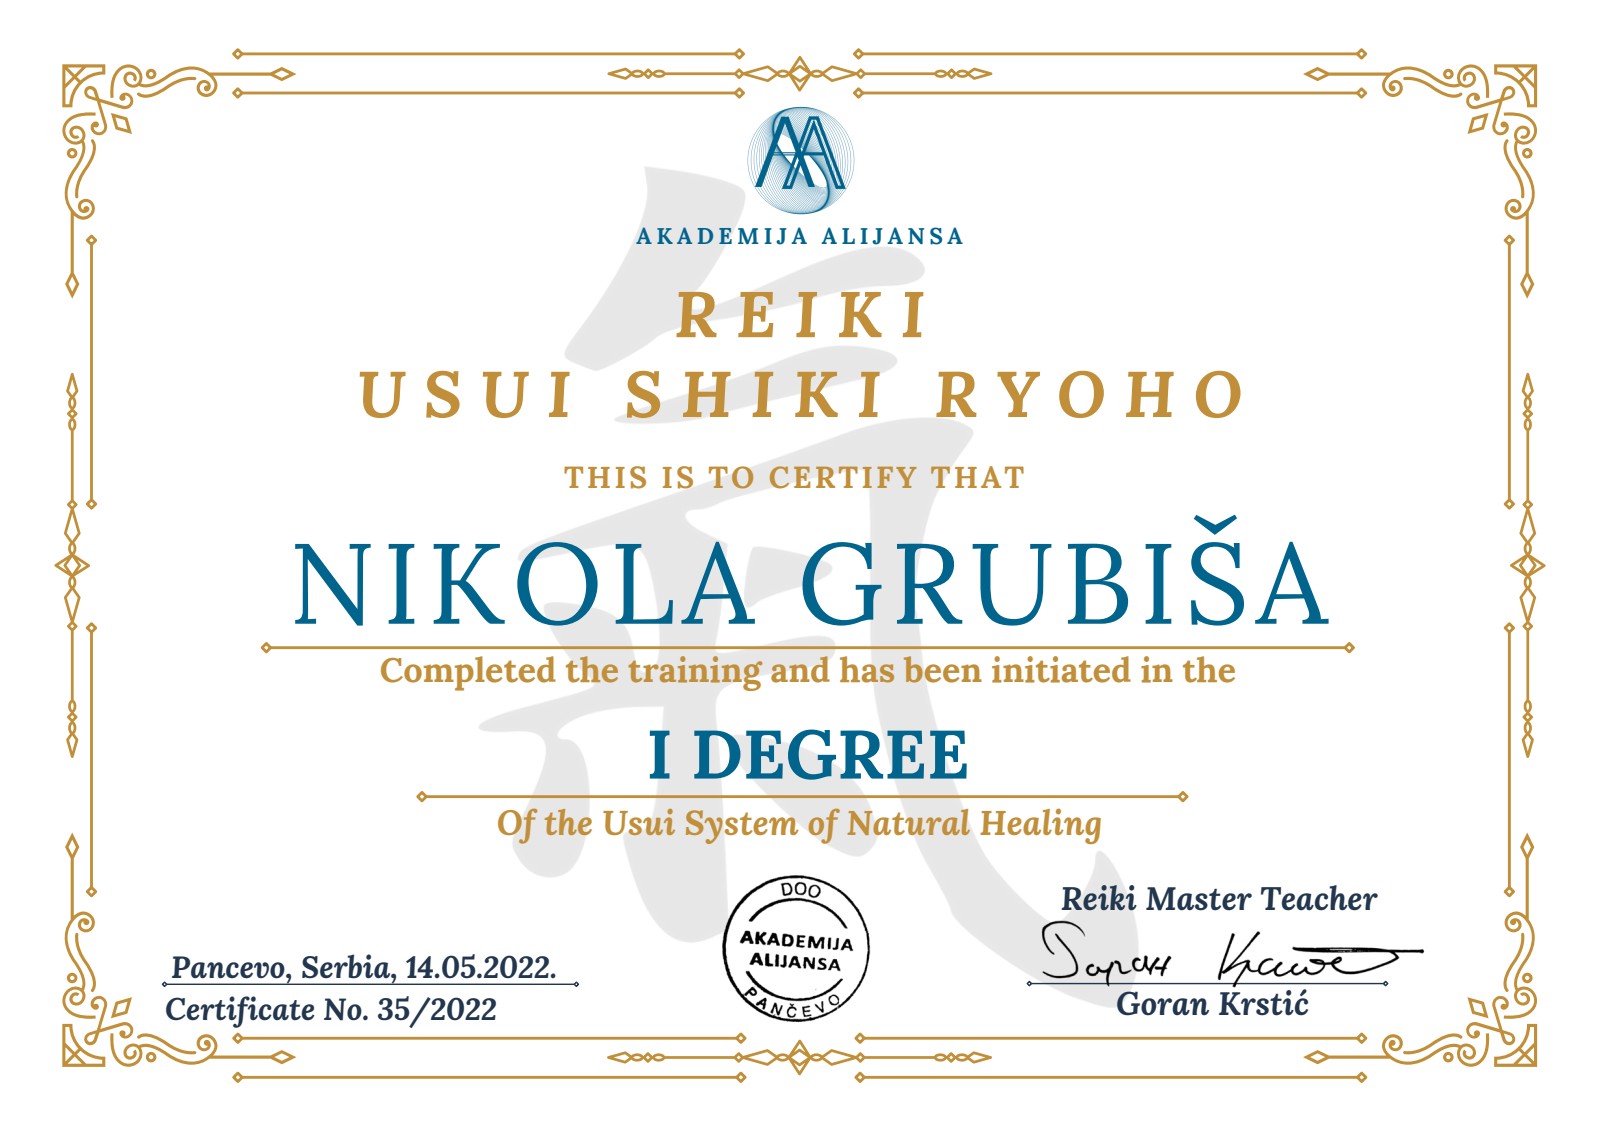 AA
AKADEMIJA ALIJANSA
REIKI
USUI SHIKI RYOHO
THIS IS TO CERTIFY THAT
NIKOLA GRUBIŠA
Completed the training and has been initiated in the
I DEGREE
Of the Usui System of Natural Healing
DOO
AKADEMIJA
ALIJANSA
PANČEVO
Pancevo, Serbia, 14.05.2022.
Certificate No. 35/2022
Reiki Master Teacher
Горан Крстић
Goran Krstić
氣